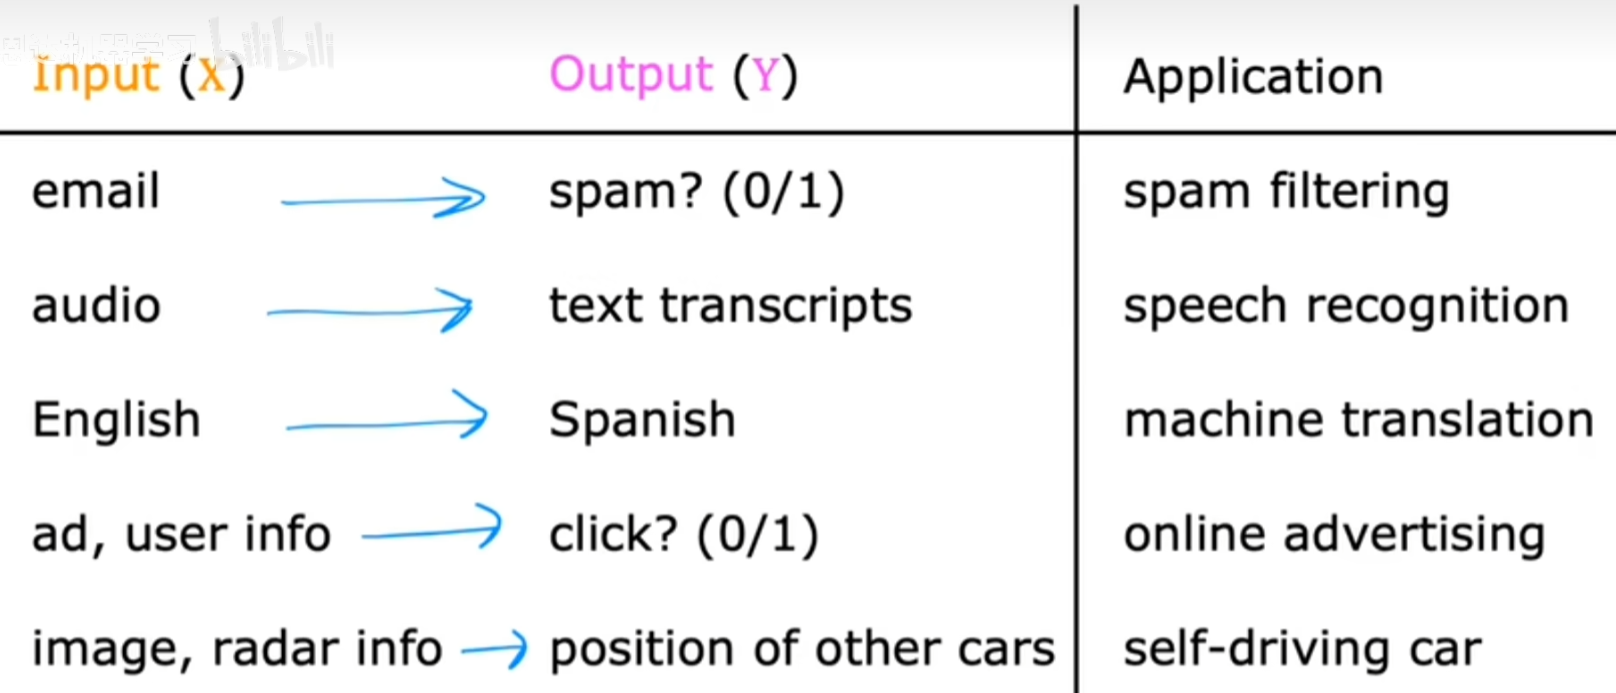 bilibili
Input (X) Output (Y) Application
email spam? (0/1) spam filtering
audio text transcripts speech recognition
English Spanish machine translation
ad, user info click? (0/1) online advertising
image, radar info position of other cars self-driving car